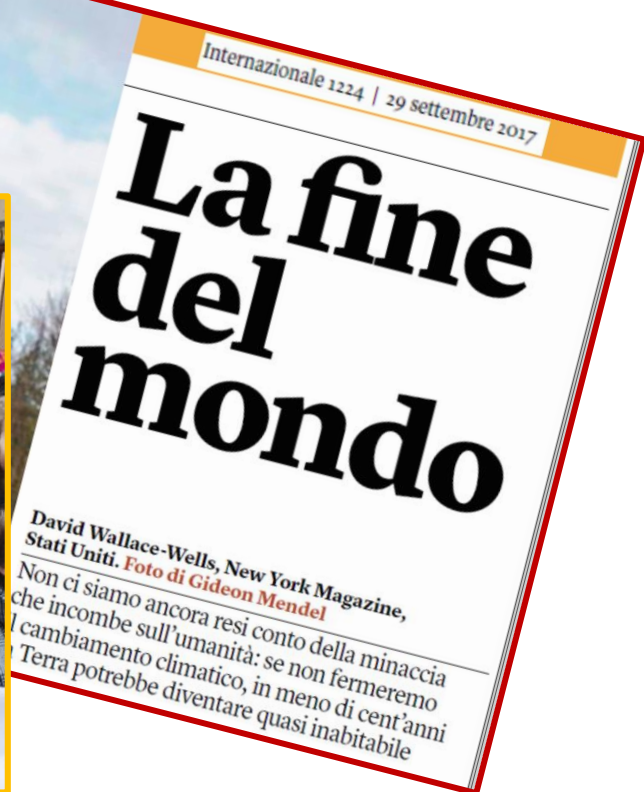 Internazionale 1224 | 29 settembre 2017
La fine
del
mondo
David Wallace-Wells, New York Magazine,
Stati Uniti. Foto di Gideon Mendel
Non ci siamo ancora resi conto della minaccia
che incombe sull'umanità: se non fermeremo
l cambiamento climatico, in meno di cent'anni
Terra potrebbe diventare quasi inabitabile